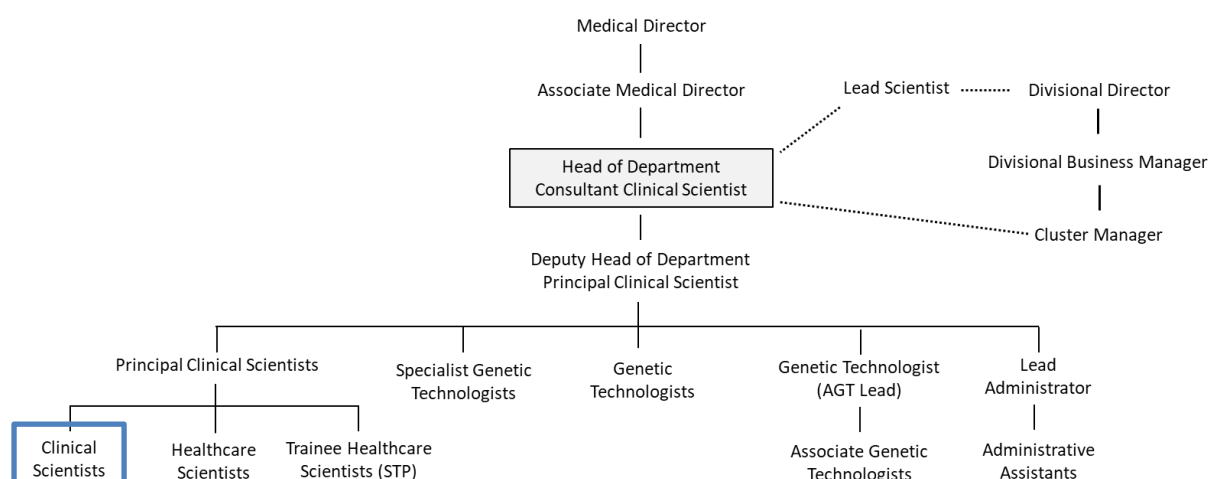 Medical Director
Associate Medical Director
Lead Scientist
Divisional Director
Head of Department
Consultant Clinical Scientist
Divisional Business Manager
Cluster Manager
Deputy Head of Department
Principal Clinical Scientist
Principal Clinical Scientists
Specialist Genetic
Technologists
Genetic
Technologists
Genetic Technologist
(AGT Lead)
Lead
Administrator
Clinical
Scientists
Healthcare
Scientists
Trainee Healthcare
Scientists (STP)
Associate Genetic
Technologists
Administrative
Assistants